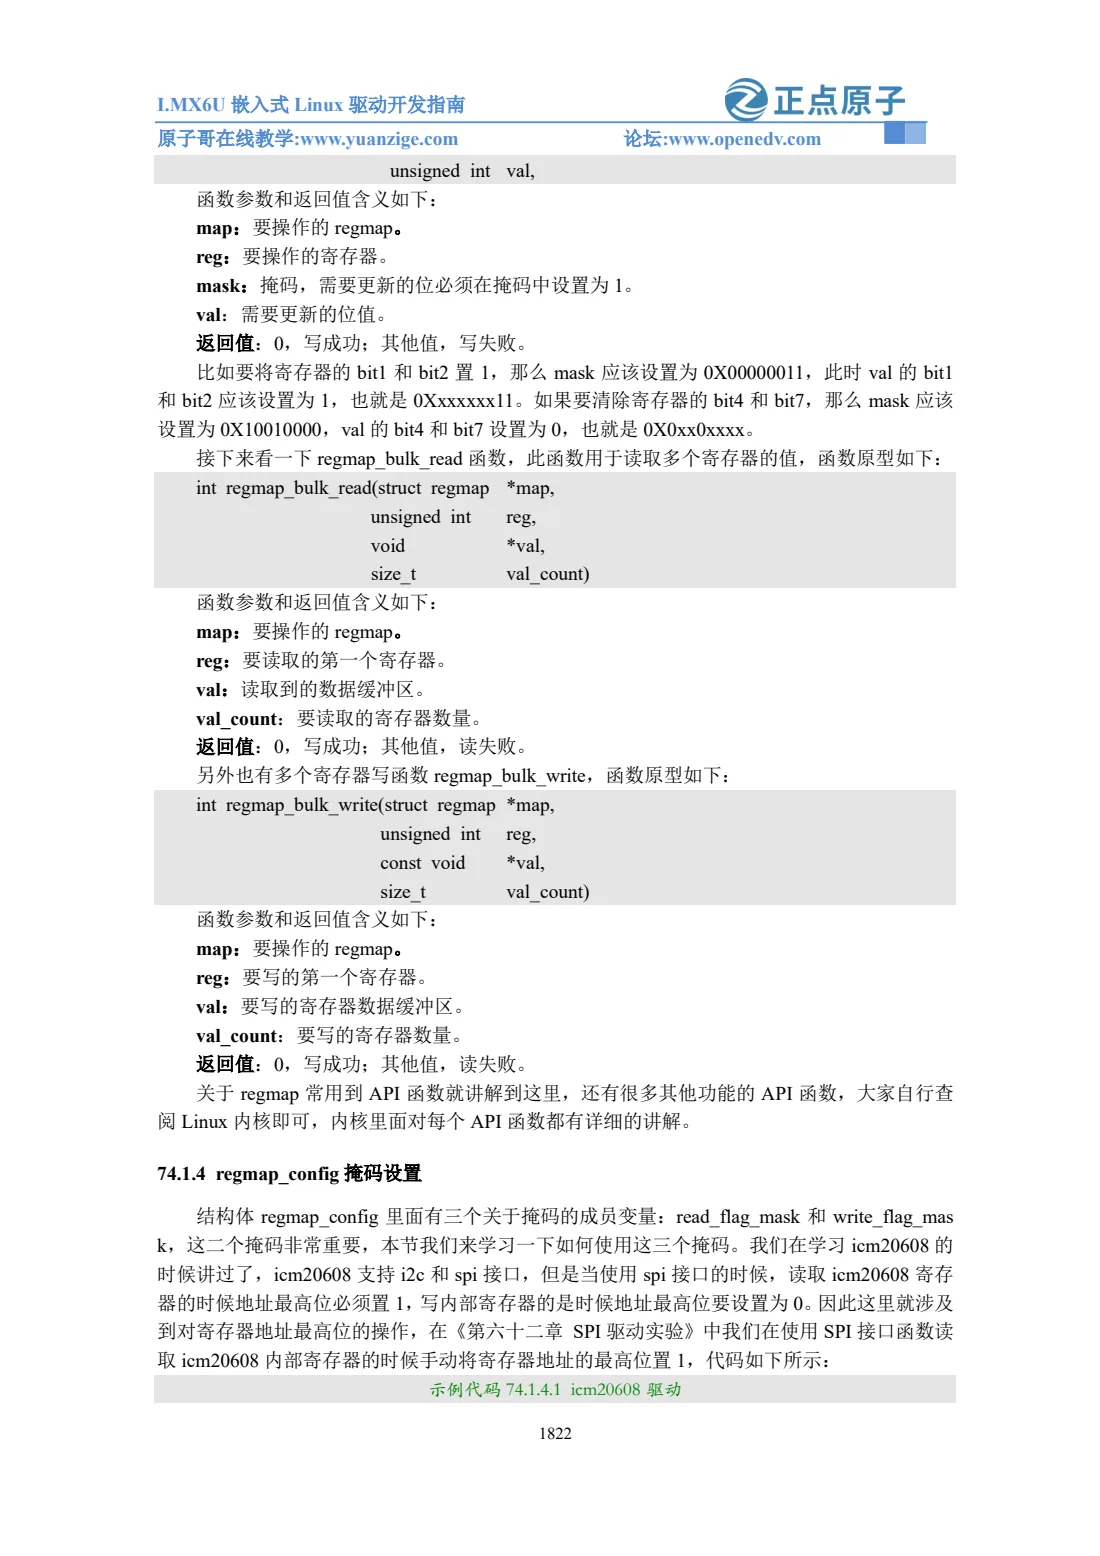 I.MX6U 嵌入式 Linux 驱动开发指南
正点原子
原子哥在线教学:www.yuanzige.com 论坛:www.openedv.com
unsigned int val,
函数参数和返回值含义如下：
map：要操作的 regmap。
reg：要操作的寄存器。
mask：掩码，需要更新的位必须在掩码中设置为 1。
val：需要更新的位值。
返回值：0，写成功；其他值，写失败。
比如要将寄存器的 bit1 和 bit2 置 1，那么 mask 应该设置为 0X00000011，此时 val 的 bit1
和 bit2 应该设置为 1，也就是 0Xxxxxxx11。如果要清除寄存器的 bit4 和 bit7，那么 mask 应该
设置为 0X10010000，val 的 bit4 和 bit7 设置为 0，也就是 0X0xx0xxxx。
接下来看一下 regmap_bulk_read 函数，此函数用于读取多个寄存器的值，函数原型如下：
int regmap_bulk_read(struct regmap *map,
unsigned int reg,
void *val,
size_t val_count)
函数参数和返回值含义如下：
map：要操作的 regmap。
reg：要读取的第一个寄存器。
val：读取到的数据缓冲区。
val_count：要读取的寄存器数量。
返回值：0，写成功；其他值，读失败。
另外也有多个寄存器写函数 regmap_bulk_write，函数原型如下：
int regmap_bulk_write(struct regmap *map,
unsigned int reg,
const void *val,
size_t val_count)
函数参数和返回值含义如下：
map：要操作的 regmap。
reg：要写的第一个寄存器。
val：要写的寄存器数据缓冲区。
val_count：要写的寄存器数量。
返回值：0，写成功；其他值，读失败。
关于 regmap 常用到 API 函数就讲解到这里，还有很多其他功能的 API 函数，大家自行查
阅 Linux 内核即可，内核里面对每个 API 函数都有详细的讲解。
74.1.4 regmap_config 掩码设置
结构体 regmap_config 里面有三个关于掩码的成员变量：read_flag_mask 和 write_flag_mas
k，这二个掩码非常重要，本节我们来学习一下如何使用这三个掩码。我们在学习 icm20608 的
时候讲过了，icm20608 支持 i2c 和 spi 接口，但是当使用 spi 接口的时候，读取 icm20608 寄存
器的时候地址最高位必须置 1，写内部寄存器的是时候地址最高位要设置为 0。因此这里就涉及
到对寄存器地址最高位的操作，在《第六十二章 SPI 驱动实验》中我们在使用 SPI 接口函数读
取 icm20608 内部寄存器的时候手动将寄存器地址的最高位置 1，代码如下所示：
示例代码 74.1.4.1 icm20608 驱动
1822